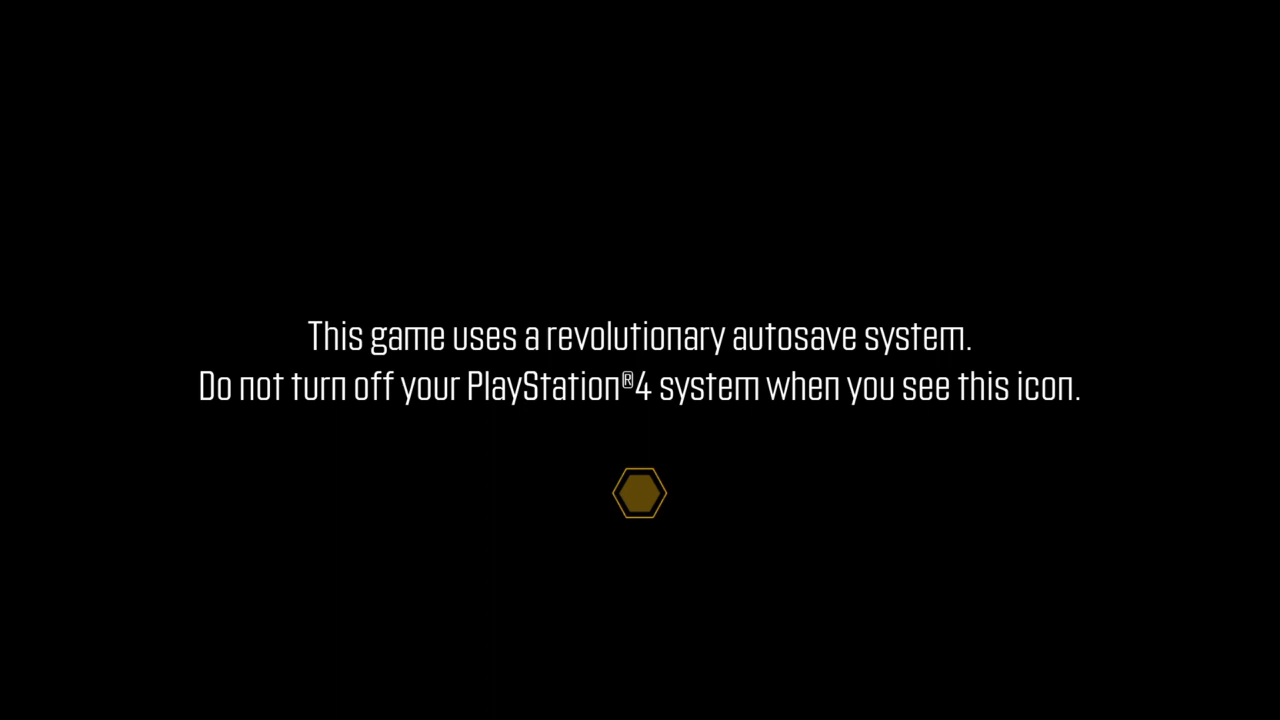 This game uses a revolutionary autosave system.
Do not turn off your PlayStation®4 system when you see this icon.